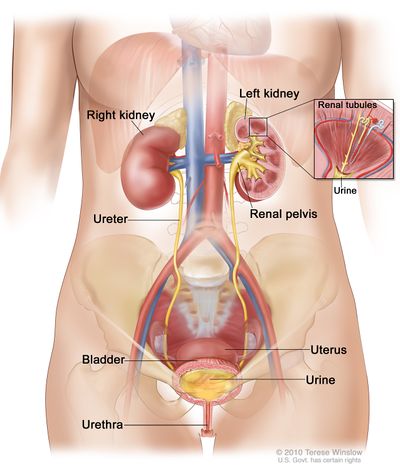 Left kidney
Renal tubules
Right kidney
Urine
Ureter
Renal pelvis
Uterus
Bladder
Urine
Urethra
© 2010 Terese Winslow
U.S. Govt. has certain rights